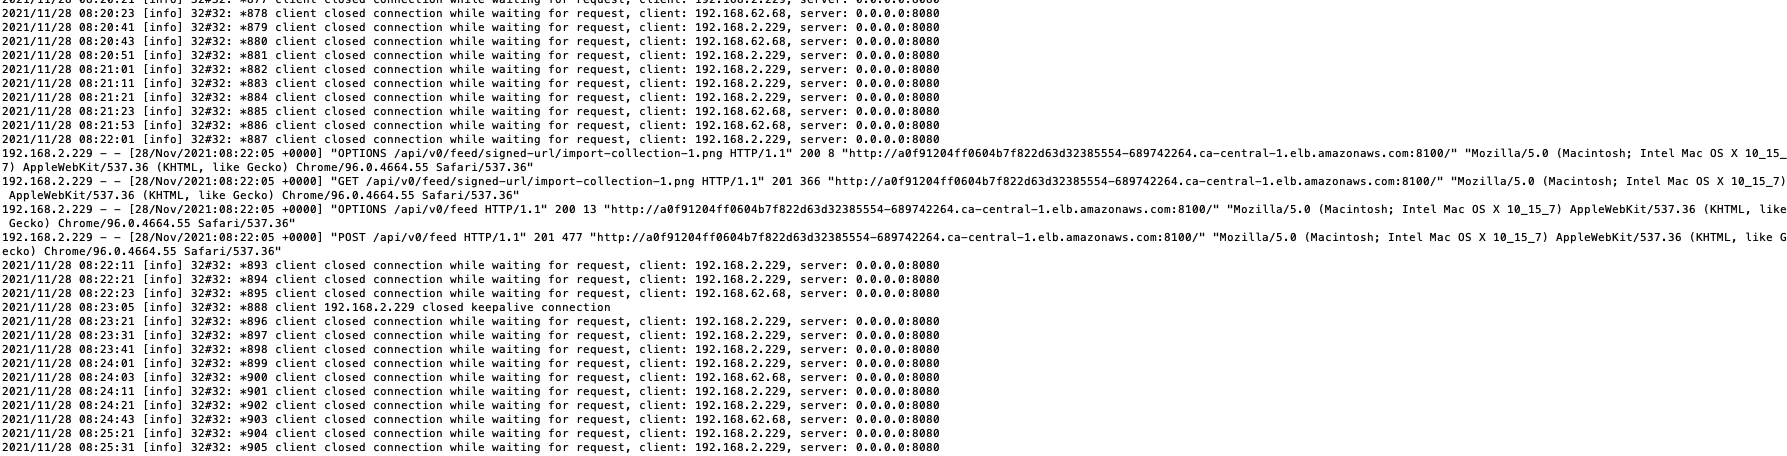 2021/11/28 08:20:21 [info] 32#32: *877 client closed connection while waiting for request, client: 192.168.2.229, server: 0.0.0.0:8080
2021/11/28 08:20:23 [info] 32#32: *878 client closed connection while waiting for request, client: 192.168.62.68, server: 0.0.0.0:8080
2021/11/28 08:20:41 [info] 32#32: *879 client closed connection while waiting for request, client: 192.168.2.229, server: 0.0.0.0:8080
2021/11/28 08:20:43 [info] 32#32: *880 client closed connection while waiting for request, client: 192.168.62.68, server: 0.0.0.0:8080
2021/11/28 08:20:51 [info] 32#32: *881 client closed connection while waiting for request, client: 192.168.2.229, server: 0.0.0.0:8080
2021/11/28 08:21:01 [info] 32#32: *882 client closed connection while waiting for request, client: 192.168.2.229, server: 0.0.0.0:8080
2021/11/28 08:21:11 [info] 32#32: *883 client closed connection while waiting for request, client: 192.168.2.229, server: 0.0.0.0:8080
2021/11/28 08:21:21 [info] 32#32: *884 client closed connection while waiting for request, client: 192.168.2.229, server: 0.0.0.0:8080
2021/11/28 08:21:23 [info] 32#32: *885 client closed connection while waiting for request, client: 192.168.62.68, server: 0.0.0.0:8080
2021/11/28 08:21:53 [info] 32#32: *886 client closed connection while waiting for request, client: 192.168.62.68, server: 0.0.0.0:8080
2021/11/28 08:22:01 [info] 32#32: *887 client closed connection while waiting for request, client: 192.168.2.229, server: 0.0.0.0:8080
192.168.2.229 - - [28/Nov/2021:08:22:05 +0000] "OPTIONS /api/v0/feed/signed-url/import-collection-1.png HTTP/1.1" 200 8 "http://a0f91204ff0604b7f822d63d32385554-689742264.ca-central-1.elb.amazonaws.com:8100/" "Mozilla/5.0 (Macintosh; Intel Mac OS X 10_15_
7) AppleWebKit/537.36 (KHTML, like Gecko) Chrome/96.0.4664.55 Safari/537.36"
192.168.2.229 - - [28/Nov/2021:08:22:05 +0000] "GET /api/v0/feed/signed-url/import-collection-1.png HTTP/1.1" 201 366 "http://a0f91204ff0604b7f822d63d32385554-689742264.ca-central-1.elb.amazonaws.com:8100/" "Mozilla/5.0 (Macintosh; Intel Mac OS X 10_15_7)
AppleWebKit/537.36 (KHTML, like Gecko) Chrome/96.0.4664.55 Safari/537.36"
192.168.2.229 - - [28/Nov/2021:08:22:05 +0000] "OPTIONS /api/v0/feed HTTP/1.1" 200 13 "http://a0f91204ff0604b7f822d63d32385554-689742264.ca-central-1.elb.amazonaws.com:8100/" "Mozilla/5.0 (Macintosh; Intel Mac OS X 10_15_7) AppleWebKit/537.36 (KHTML, like
Gecko) Chrome/96.0.4664.55 Safari/537.36"
192.168.2.229 - - [28/Nov/2021:08:22:05 +0000] "POST /api/v0/feed HTTP/1.1" 201 477 "http://a0f91204ff0604b7f822d63d32385554-689742264.ca-central-1.elb.amazonaws.com:8100/" "Mozilla/5.0 (Macintosh; Intel Mac OS X 10_15_7) AppleWebKit/537.36 (KHTML, like G
ecko) Chrome/96.0.4664.55 Safari/537.36"
2021/11/28 08:22:11 [info] 32#32: *893 client closed connection while waiting for request, client: 192.168.2.229, server: 0.0.0.0:8080
2021/11/28 08:22:21 [info] 32#32: *894 client closed connection while waiting for request, client: 192.168.2.229, server: 0.0.0.0:8080
2021/11/28 08:22:23 [info] 32#32: *895 client closed connection while waiting for request, client: 192.168.62.68, server: 0.0.0.0:8080
2021/11/28 08:23:05 [info] 32#32: *888 client 192.168.2.229 closed keepalive connection
2021/11/28 08:23:21 [info] 32#32: *896 client closed connection while waiting for request, client: 192.168.2.229, server: 0.0.0.0:8080
2021/11/28 08:23:31 [info] 32#32: *897 client closed connection while waiting for request, client: 192.168.2.229, server: 0.0.0.0:8080
2021/11/28 08:23:41 [info] 32#32: *898 client closed connection while waiting for request, client: 192.168.2.229, server: 0.0.0.0:8080
2021/11/28 08:24:01 [info] 32#32: *899 client closed connection while waiting for request, client: 192.168.2.229, server: 0.0.0.0:8080
2021/11/28 08:24:03 [info] 32#32: *900 client closed connection while waiting for request, client: 192.168.62.68, server: 0.0.0.0:8080
2021/11/28 08:24:11 [info] 32#32: *901 client closed connection while waiting for request, client: 192.168.2.229, server: 0.0.0.0:8080
2021/11/28 08:24:21 [info] 32#32: *902 client closed connection while waiting for request, client: 192.168.2.229, server: 0.0.0.0:8080
2021/11/28 08:24:43 [info] 32#32: *903 client closed connection while waiting for request, client: 192.168.62.68, server: 0.0.0.0:8080
2021/11/28 08:25:21 [info] 32#32: *904 client closed connection while waiting for request, client: 192.168.2.229, server: 0.0.0.0:8080
2021/11/28 08:25:31 [info] 32#32: *905 client closed connection while waiting for request, client: 192.168.2.229, server: 0.0.0.0:8080